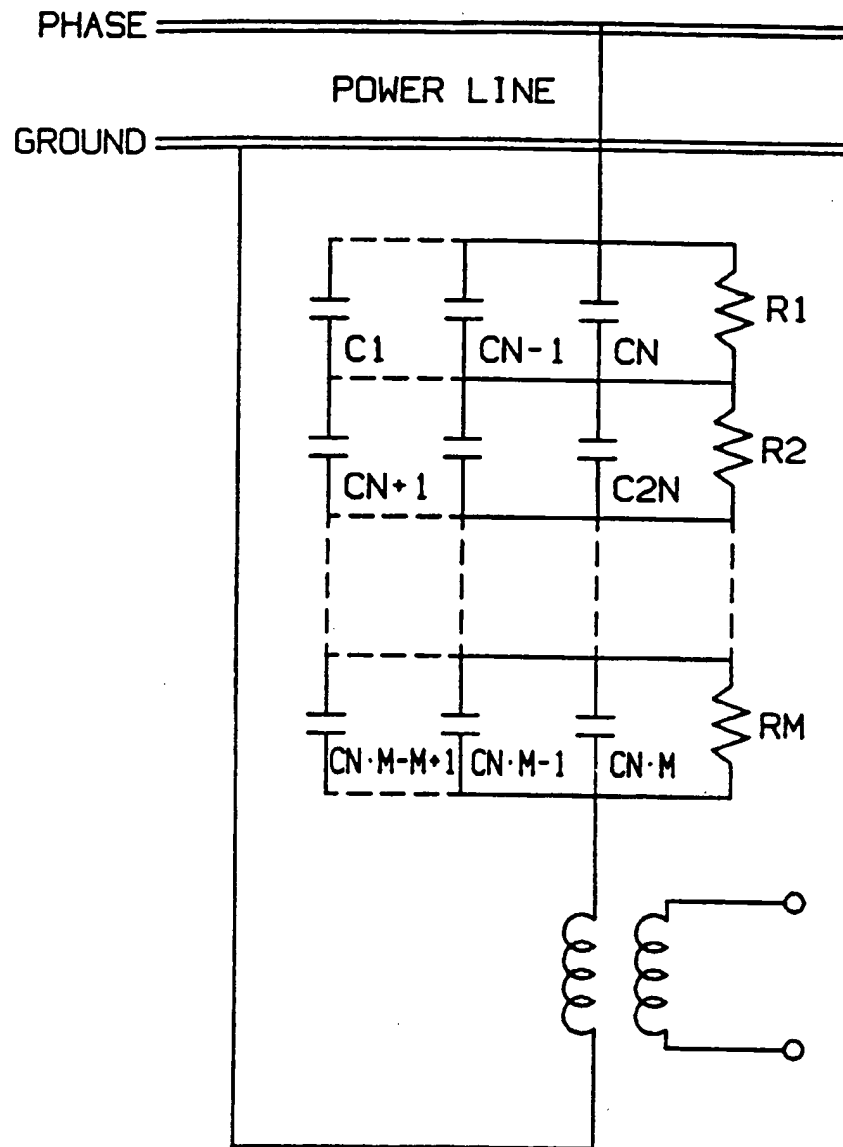 PHASE
POWER LINE
GROUND
R1
C1 CN-1 CN
R2
CN+1 C2N
RM
CN·M-M+1 CN·M-1 CN·M